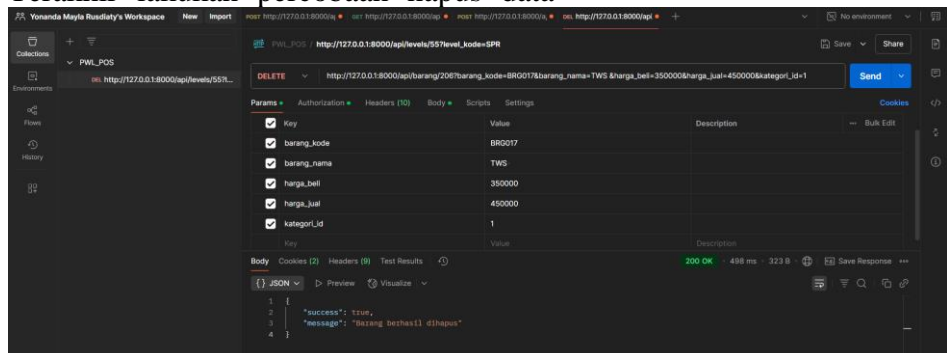 Terakhir lakukan percobaan hapus data
Yonanda Mayla Rusdiaty's Workspace New Import POST http://127.0.0.1:8000/ap GET http://127.0.0.1:8000/ap POST http://127.0.0.1:8000/a, DEL http://127.0.0.1:8000/api + No environment
Collections
PWL_POS
DEL http://127.0.0.1:8000/api/levels/55?l...
Environments
Flows
History
PWL_POS / http://127.0.0.1:8000/api/levels/55?level_kode=SPR Save Share
DELETE http://127.0.0.1:8000/api/barang/206?barang_kode=BRG017&barang_nama=TWS &harga_beli=350000&harga_jual=450000&kategori_id=1 Send
Params Authorization Headers (10) Body Scripts Settings Cookies
Key Value Description Bulk Edit
barang_kode BRG017
barang_nama TWS
harga_beli 350000
harga_jual 450000
kategori_id 1
Key Value Description
Body Cookies (2) Headers (9) Test Results 200 OK 498 ms 323 B Save Response
{} JSON Preview Visualize
1 {
2 "success": true,
3 "message": "Barang berhasil dihapus"
4 }